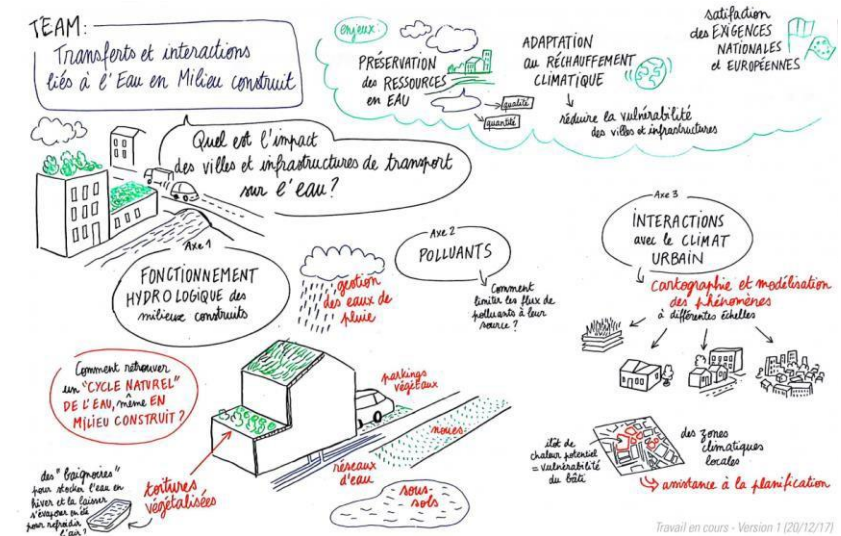 TEAM:
Transferts et interactions
liés à l'Eau en Milieu construit
enjeux:
PRÉSERVATION
des RESSOURCES
en EAU
qualité
quantité
ADAPTATION
au RÉCHAUFFEMENT
CLIMATIQUE
réduire la vulnérabilité
des villes et infrastructures
satisfaction
des EXIGENCES
NATIONALES
et EUROPÉENNES
Quel est l'impact
des villes et infrastructures de transport
sur l'eau?
Axe 1
FONCTIONNEMENT
HYDROLOGIQUE des
milieux construits
gestion
des eaux de
pluie
Axe 2
POLLUANTS
Comment
limiter les flux de
polluants à leur
source ?
Axe 3
INTERACTIONS
avec le CLIMAT
URBAIN
cartographie et modélisation
des phénomènes
à différentes échelles
Comment retrouver
un "CYCLE NATUREL"
DE L'EAU, même EN
MILIEU CONSTRUIT ?
parkings
végétaux
noues
réseaux
d'eau
sous-
sols
toitures
végétalisées
des "baignoires"
pour stocker l'eau en
hiver et la laisser
s'évaporer en été
pour refroidir
l'air ?
îlot de
chaleur potentiel
= vulnérabilité
du bâti
des zones
climatiques
locales
assistance à la planification
Travail en cours - Version 1 (20/12/17)